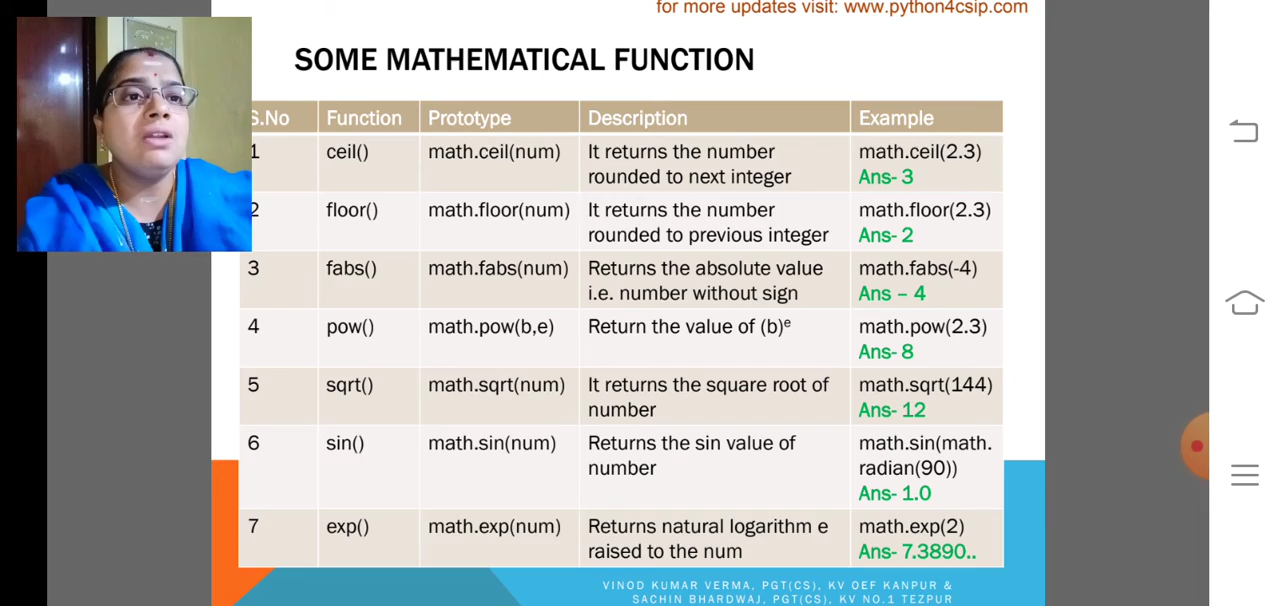 for more updates visit: www.python4csip.com
SOME MATHEMATICAL FUNCTION
S.No Function Prototype Description Example
1 ceil() math.ceil(num) It returns the number math.ceil(2.3)
rounded to next integer Ans- 3
2 floor() math.floor(num) It returns the number math.floor(2.3)
rounded to previous integer Ans- 2
3 fabs() math.fabs(num) Returns the absolute value math.fabs(-4)
i.e. number without sign Ans – 4
4 pow() math.pow(b,e) Return the value of (b)ᵉ math.pow(2.3)
Ans- 8
5 sqrt() math.sqrt(num) It returns the square root of math.sqrt(144)
number Ans- 12
6 sin() math.sin(num) Returns the sin value of math.sin(math.
number radian(90))
Ans- 1.0
7 exp() math.exp(num) Returns natural logarithm e math.exp(2)
raised to the num Ans- 7.3890..
VINOD KUMAR VERMA, PGT(CS), KV OEF KANPUR &
SACHIN BHARDWAJ, PGT(CS), KV NO.1 TEZPUR